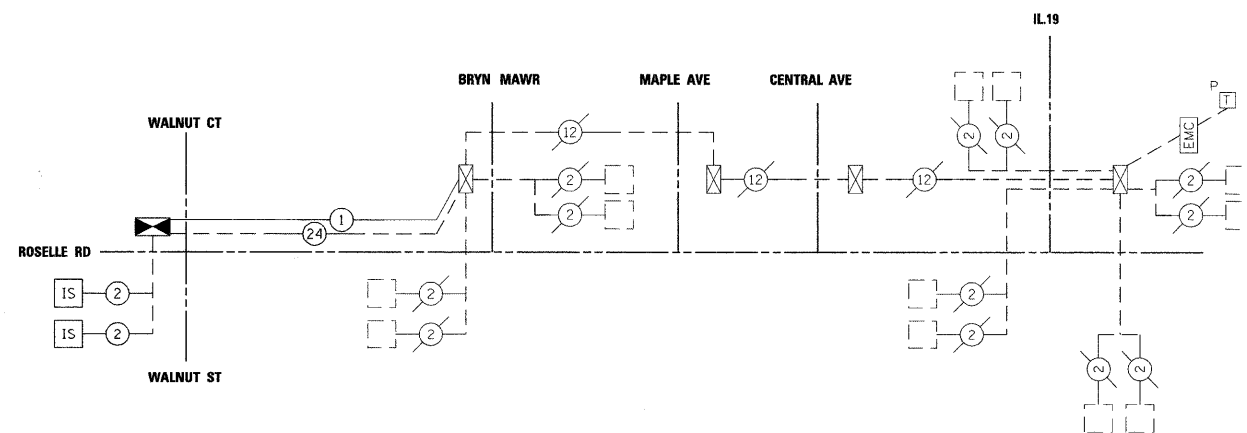 IL.19
BRYN MAWR
MAPLE AVE
CENTRAL AVE
P
T
EMC
WALNUT CT
12
2
2
2
2
12
12
2
2
1
24
ROSELLE RD
IS
2
2
2
IS
2
2
2
WALNUT ST
2
2